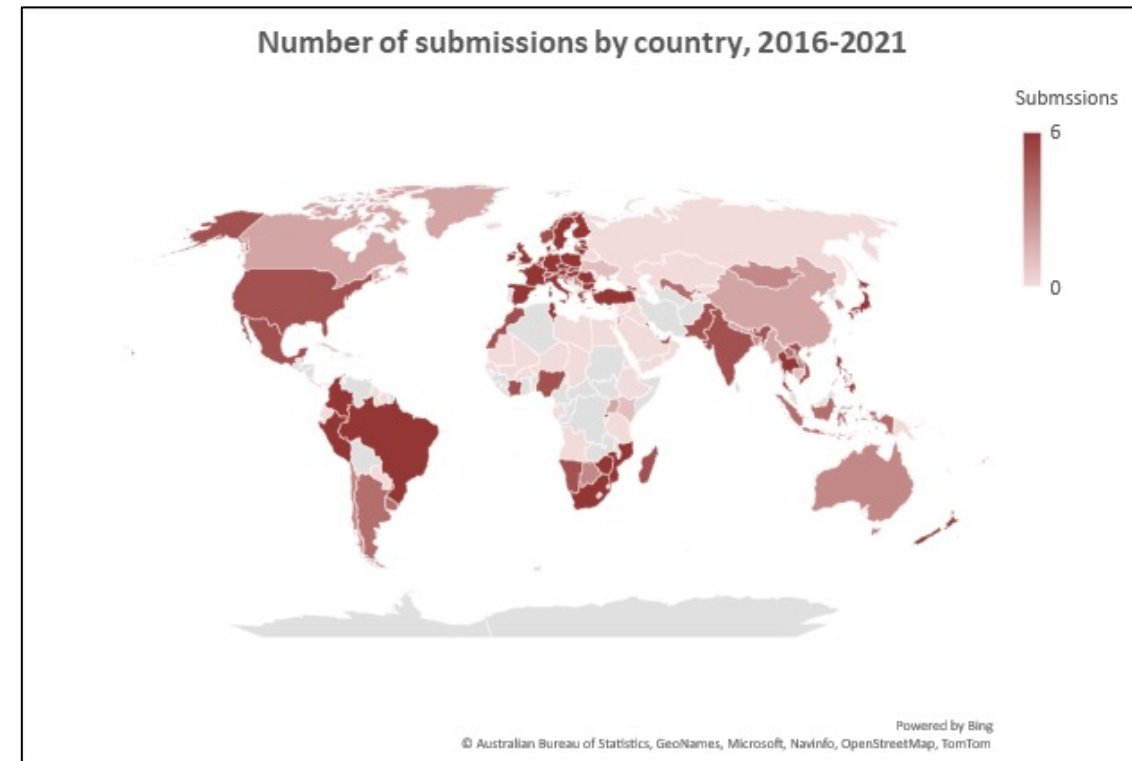 Number of submissions by country, 2016-2021
Submssions
6
0
Powered by Bing
© Australian Bureau of Statistics, GeoNames, Microsoft, Navinfo, OpenStreetMap, TomTom